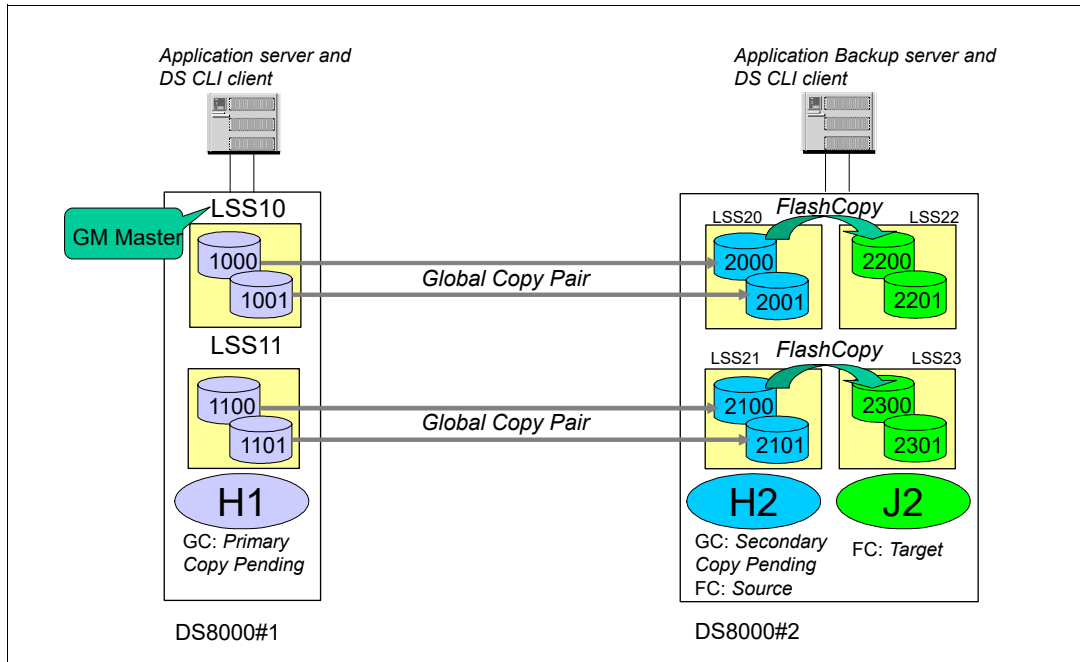 Application server and
DS CLI client
Application Backup server and
DS CLI client
GM Master
LSS10
1000
1001
Global Copy Pair
LSS20
FlashCopy
LSS22
2000
2001
2200
2201
LSS11
1100
1101
Global Copy Pair
LSS21
FlashCopy
LSS23
2100
2101
2300
2301
H1
GC: Primary
Copy Pending
H2
GC: Secondary
Copy Pending
FC: Source
J2
FC: Target
DS8000#1
DS8000#2